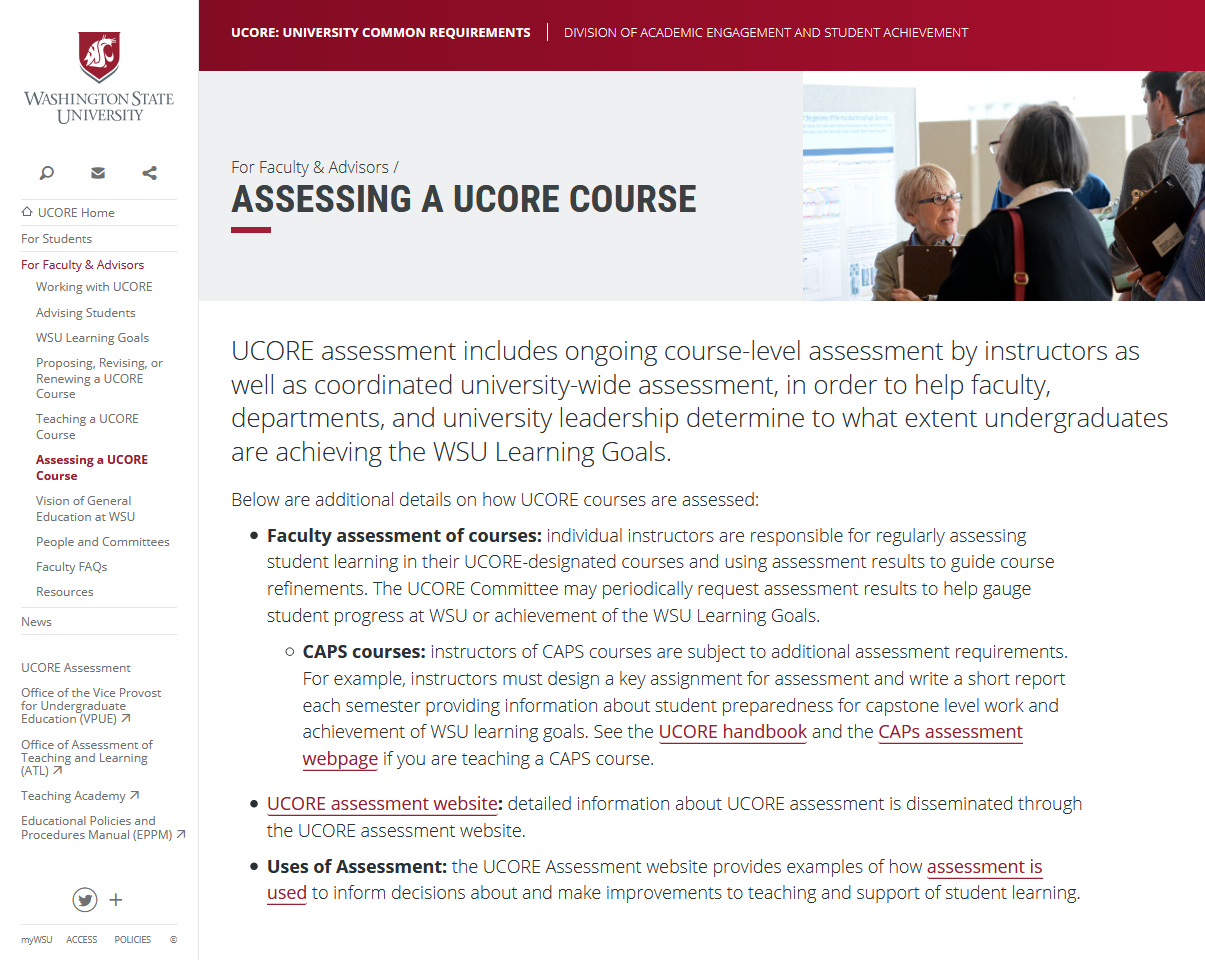 WASHINGTON STATE
UNIVERSITY
UCORE Home
For Students
For Faculty & Advisors
Working with UCORE
Advising Students
WSU Learning Goals
Proposing, Revising, or
Renewing a UCORE
Course
Teaching a UCORE
Course
Assessing a UCORE
Course
Vision of General
Education at WSU
People and Committees
Faculty FAQs
Resources
News
UCORE Assessment
Office of the Vice Provost
for Undergraduate
Education (VPUE)
Office of Assessment of
Teaching and Learning
(ATL)
Teaching Academy
Educational Policies and
Procedures Manual (EPPM)
myWSU ACCESS POLICIES ©
UCORE: UNIVERSITY COMMON REQUIREMENTS | DIVISION OF ACADEMIC ENGAGEMENT AND STUDENT ACHIEVEMENT
For Faculty & Advisors /
ASSESSING A UCORE COURSE
UCORE assessment includes ongoing course-level assessment by instructors as
well as coordinated university-wide assessment, in order to help faculty,
departments, and university leadership determine to what extent undergraduates
are achieving the WSU Learning Goals.
Below are additional details on how UCORE courses are assessed:
• Faculty assessment of courses: individual instructors are responsible for regularly assessing
student learning in their UCORE-designated courses and using assessment results to guide course
refinements. The UCORE Committee may periodically request assessment results to help gauge
student progress at WSU or achievement of the WSU Learning Goals.
○ CAPS courses: instructors of CAPS courses are subject to additional assessment requirements.
For example, instructors must design a key assignment for assessment and write a short report
each semester providing information about student preparedness for capstone level work and
achievement of WSU learning goals. See the UCORE handbook and the CAPs assessment
webpage if you are teaching a CAPS course.
• UCORE assessment website: detailed information about UCORE assessment is disseminated through
the UCORE assessment website.
• Uses of Assessment: the UCORE Assessment website provides examples of how assessment is
used to inform decisions about and make improvements to teaching and support of student learning.